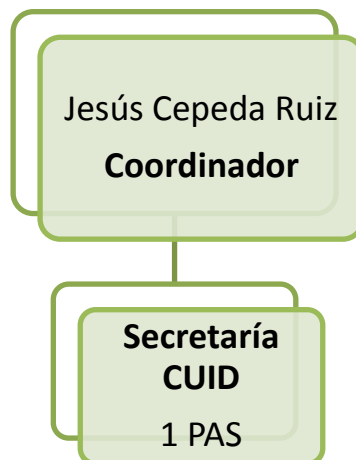 Jesús Cepeda Ruiz
Coordinador
Secretaría
CUID
1 PAS